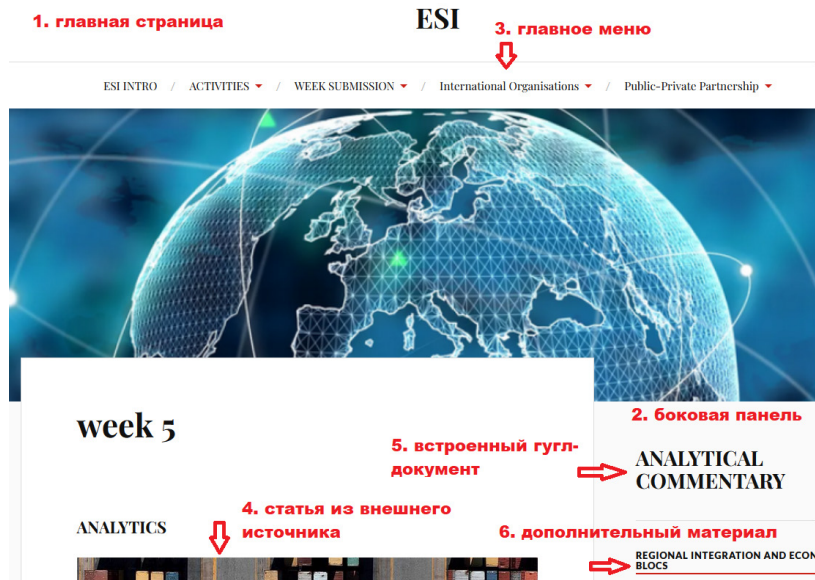 1. главная страница
ESI
3. главное меню
ESI INTRO / ACTIVITIES / WEEK SUBMISSION / International Organisations / Public-Private Partnership
2. боковая панель
week 5
5. встроенный гугл-
документ
ANALYTICAL
COMMENTARY
4. статья из внешнего
источника
ANALYTICS
6. дополнительный материал
REGIONAL INTEGRATION AND ECON
BLOCS